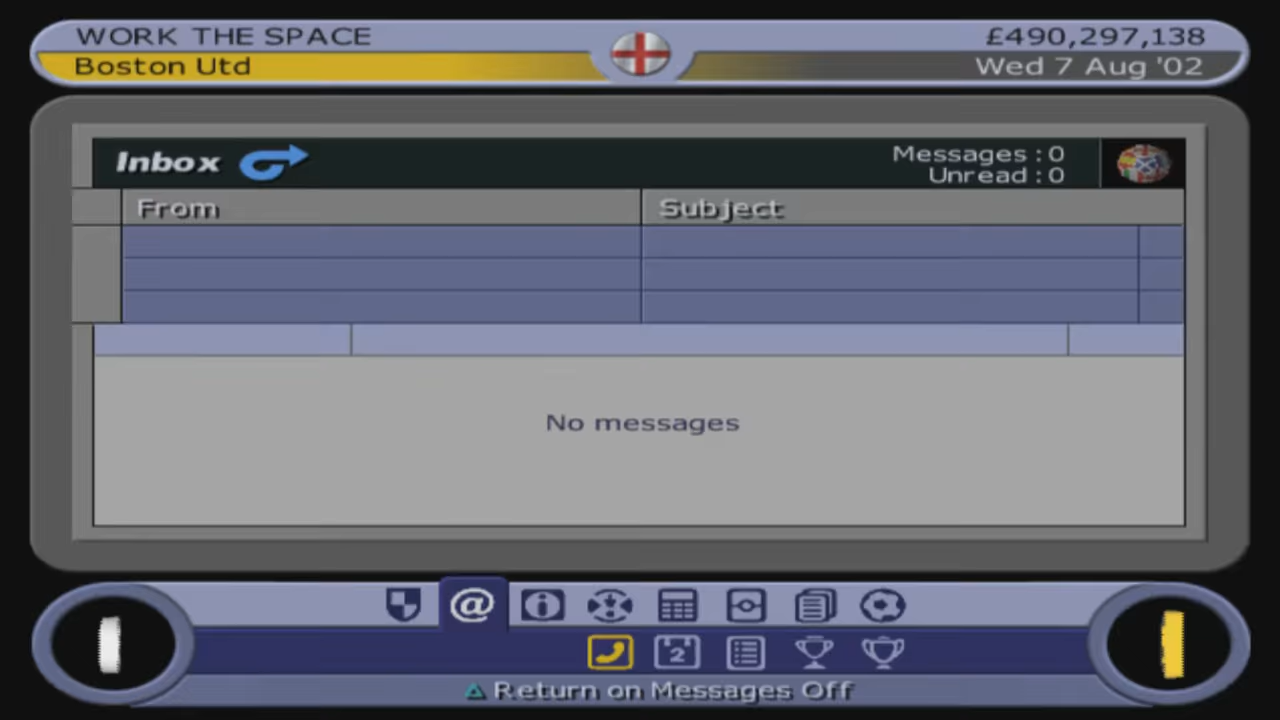 WORK THE SPACE
£490,297,138
Boston Utd
Wed 7 Aug '02
Inbox
Messages : 0
Unread : 0
From
Subject
No messages
@
2
Return on Messages Off